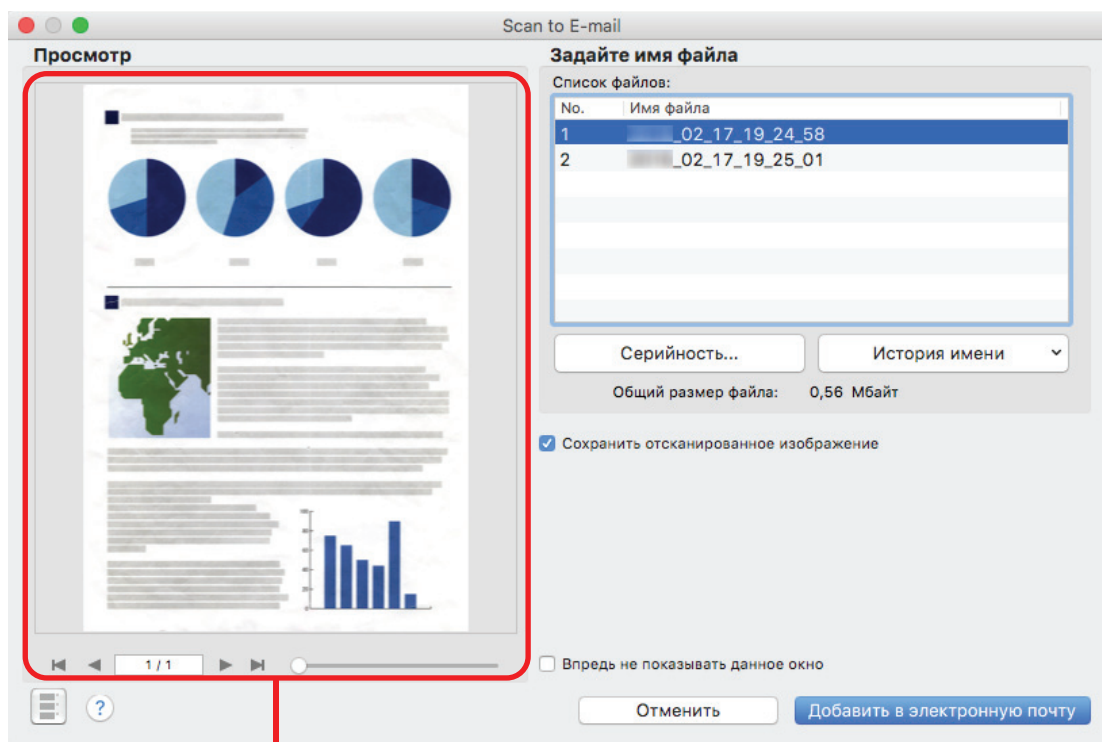 Scan to E-mail
Просмотр
Задайте имя файла
Список файлов:
No. Имя файла
1 _02_17_19_24_58
2 _02_17_19_25_01
Серийность...
История имени
Общий размер файла: 0,56 Мбайт
Сохранить отсканированное изображение
1 / 1
Впредь не показывать данное окно
?
Отменить
Добавить в электронную почту